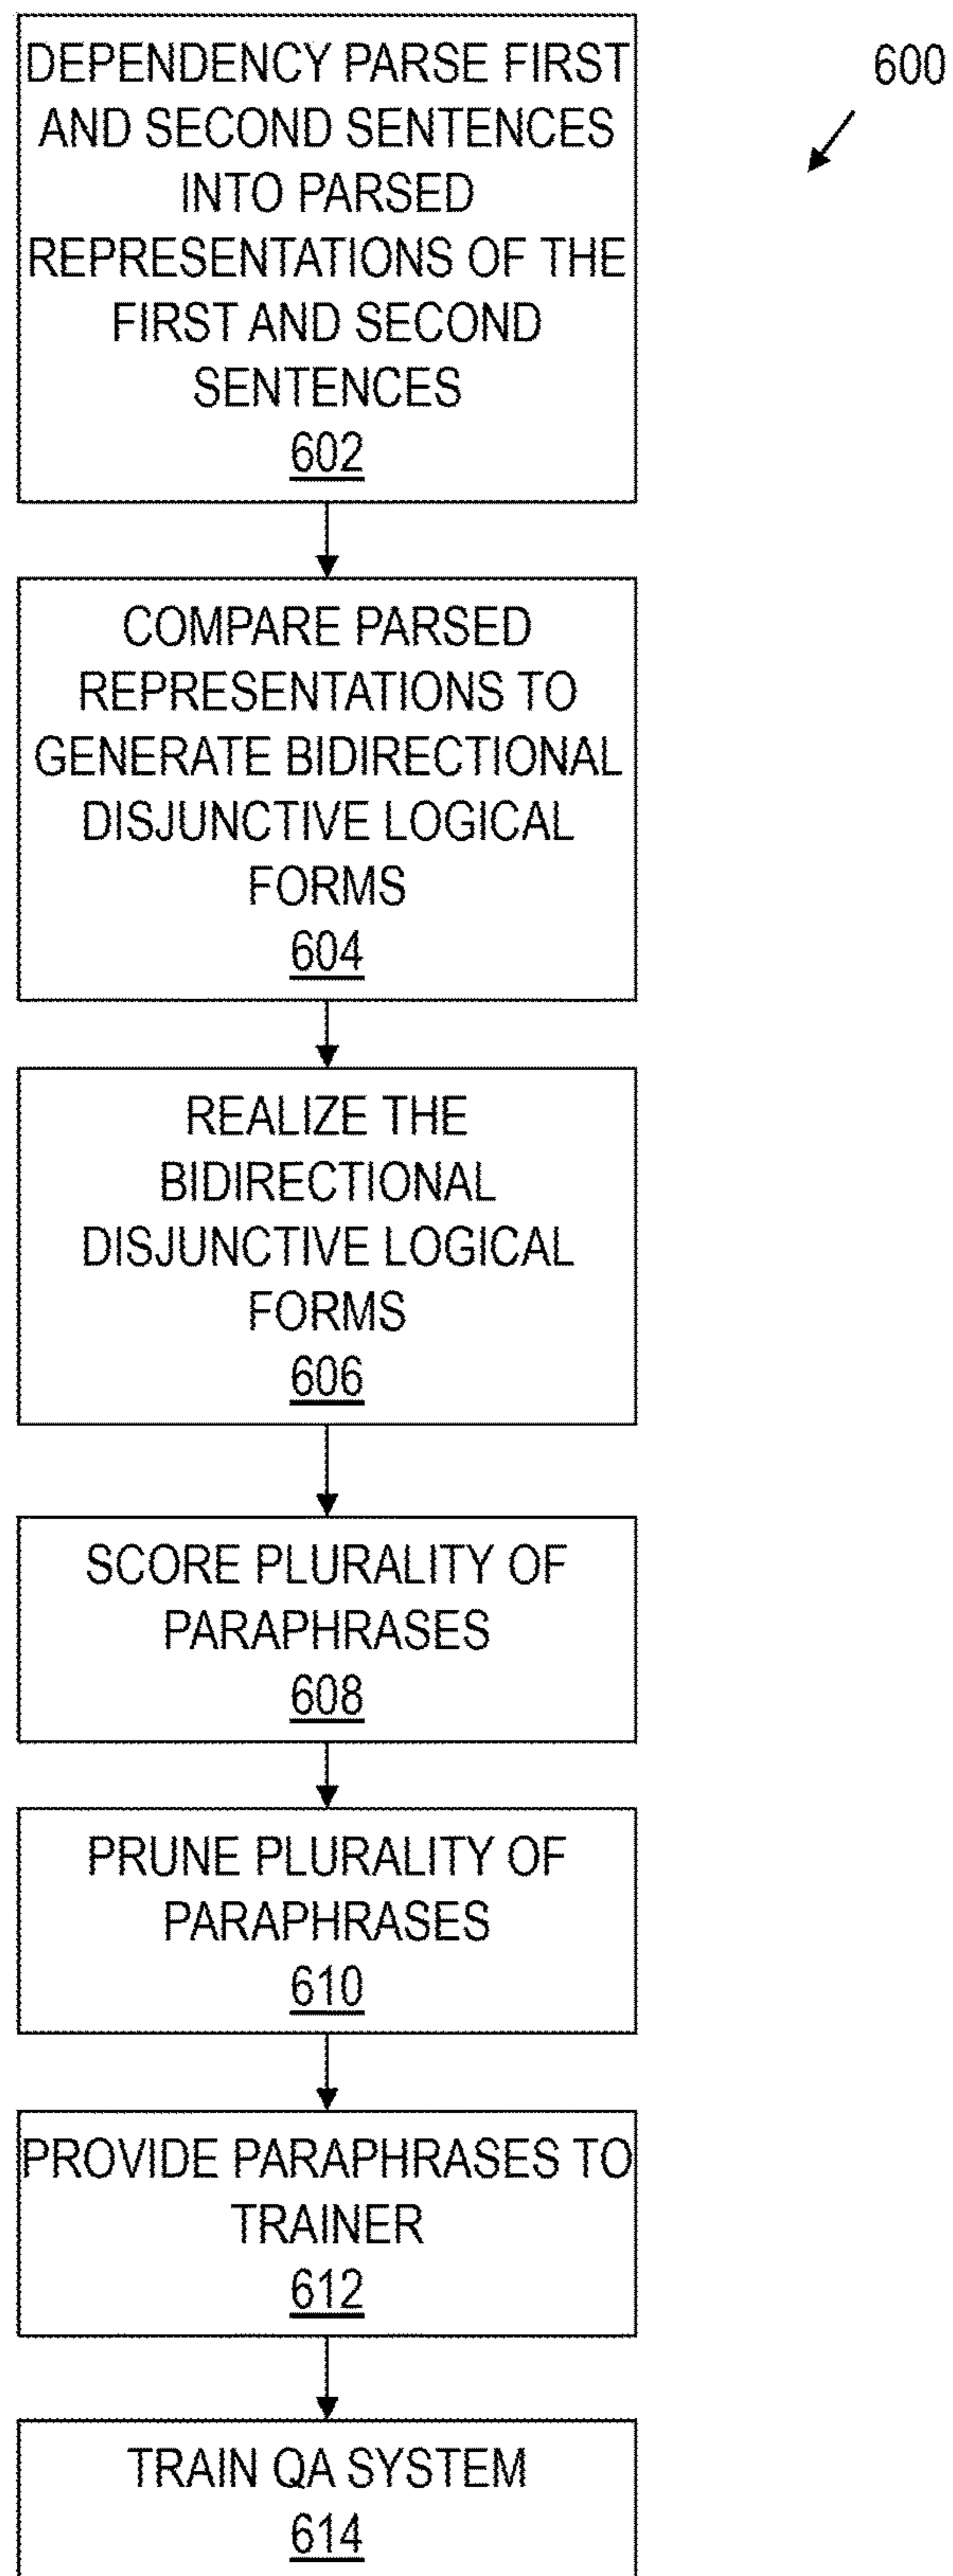 600
DEPENDENCY PARSE FIRST
AND SECOND SENTENCES
INTO PARSED
REPRESENTATIONS OF THE
FIRST AND SECOND
SENTENCES
602
COMPARE PARSED
REPRESENTATIONS TO
GENERATE BIDIRECTIONAL
DISJUNCTIVE LOGICAL
FORMS
604
REALIZE THE
BIDIRECTIONAL
DISJUNCTIVE LOGICAL
FORMS
606
SCORE PLURALITY OF
PARAPHRASES
608
PRUNE PLURALITY OF
PARAPHRASES
610
PROVIDE PARAPHRASES TO
TRAINER
612
TRAIN QA SYSTEM
614